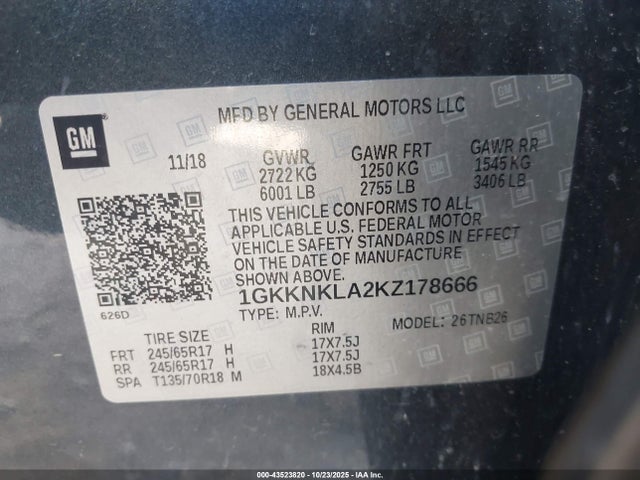 MFD BY GENERAL MOTORS LLC
GM
11/18 GVWR GAWR FRT GAWR RR
2722 KG 1250 KG 1545 KG
6001 LB 2755 LB 3406 LB
THIS VEHICLE CONFORMS TO ALL
APPLICABLE U.S. FEDERAL MOTOR
VEHICLE SAFETY STANDARDS IN EFFECT
ON THE DATE OF MANUFACTURE
SHOWN ABOVE.
626D
1GKKNKLA2KZ178666
TYPE: M.P.V. MODEL: 26TNB26
TIRE SIZE RIM
FRT 245/65R17 H 17X7.5J
RR 245/65R17 H 17X7.5J
SPA T135/70R18 M 18X4.5B
00-43523820 - 10/23/2025 - IAA Inc.